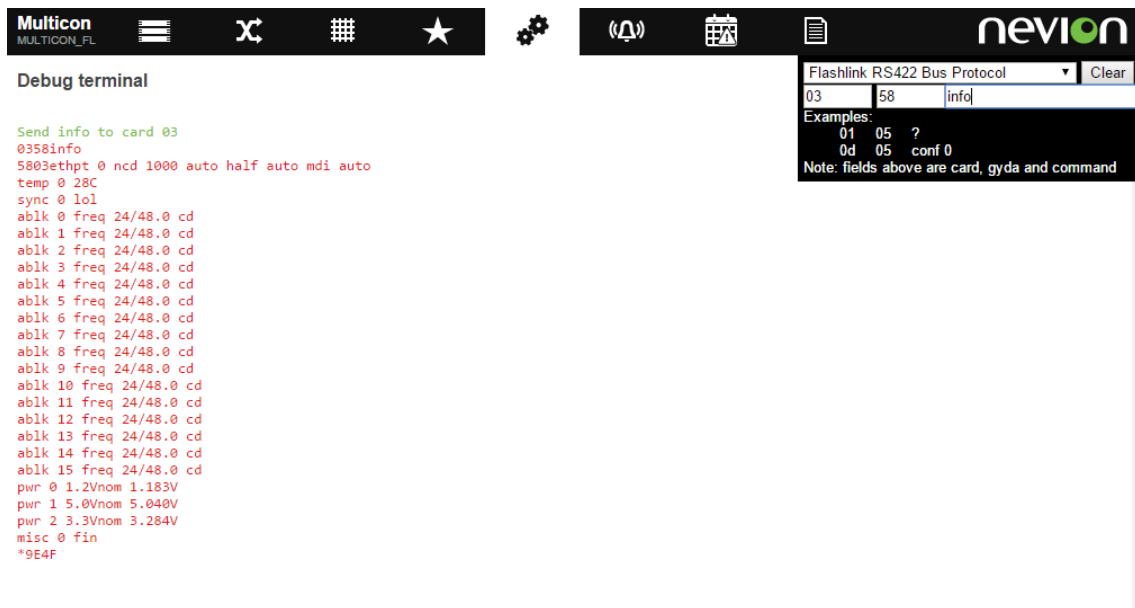 Multicon
MULTICON_FL
nevion
Debug terminal
Flashlink RS422 Bus Protocol Clear
03 58 info
Examples:
01 05 ?
0d 05 conf 0
Note: fields above are card, gyda and command
Send info to card 03
0358info
5803ethpt 0 ncd 1000 auto half auto mdi auto
temp 0 28C
sync 0 lol
ablk 0 freq 24/48.0 cd
ablk 1 freq 24/48.0 cd
ablk 2 freq 24/48.0 cd
ablk 3 freq 24/48.0 cd
ablk 4 freq 24/48.0 cd
ablk 5 freq 24/48.0 cd
ablk 6 freq 24/48.0 cd
ablk 7 freq 24/48.0 cd
ablk 8 freq 24/48.0 cd
ablk 9 freq 24/48.0 cd
ablk 10 freq 24/48.0 cd
ablk 11 freq 24/48.0 cd
ablk 12 freq 24/48.0 cd
ablk 13 freq 24/48.0 cd
ablk 14 freq 24/48.0 cd
ablk 15 freq 24/48.0 cd
pwr 0 1.2Vnom 1.183V
pwr 1 5.0Vnom 5.040V
pwr 2 3.3Vnom 3.284V
misc 0 fin
*9E4F